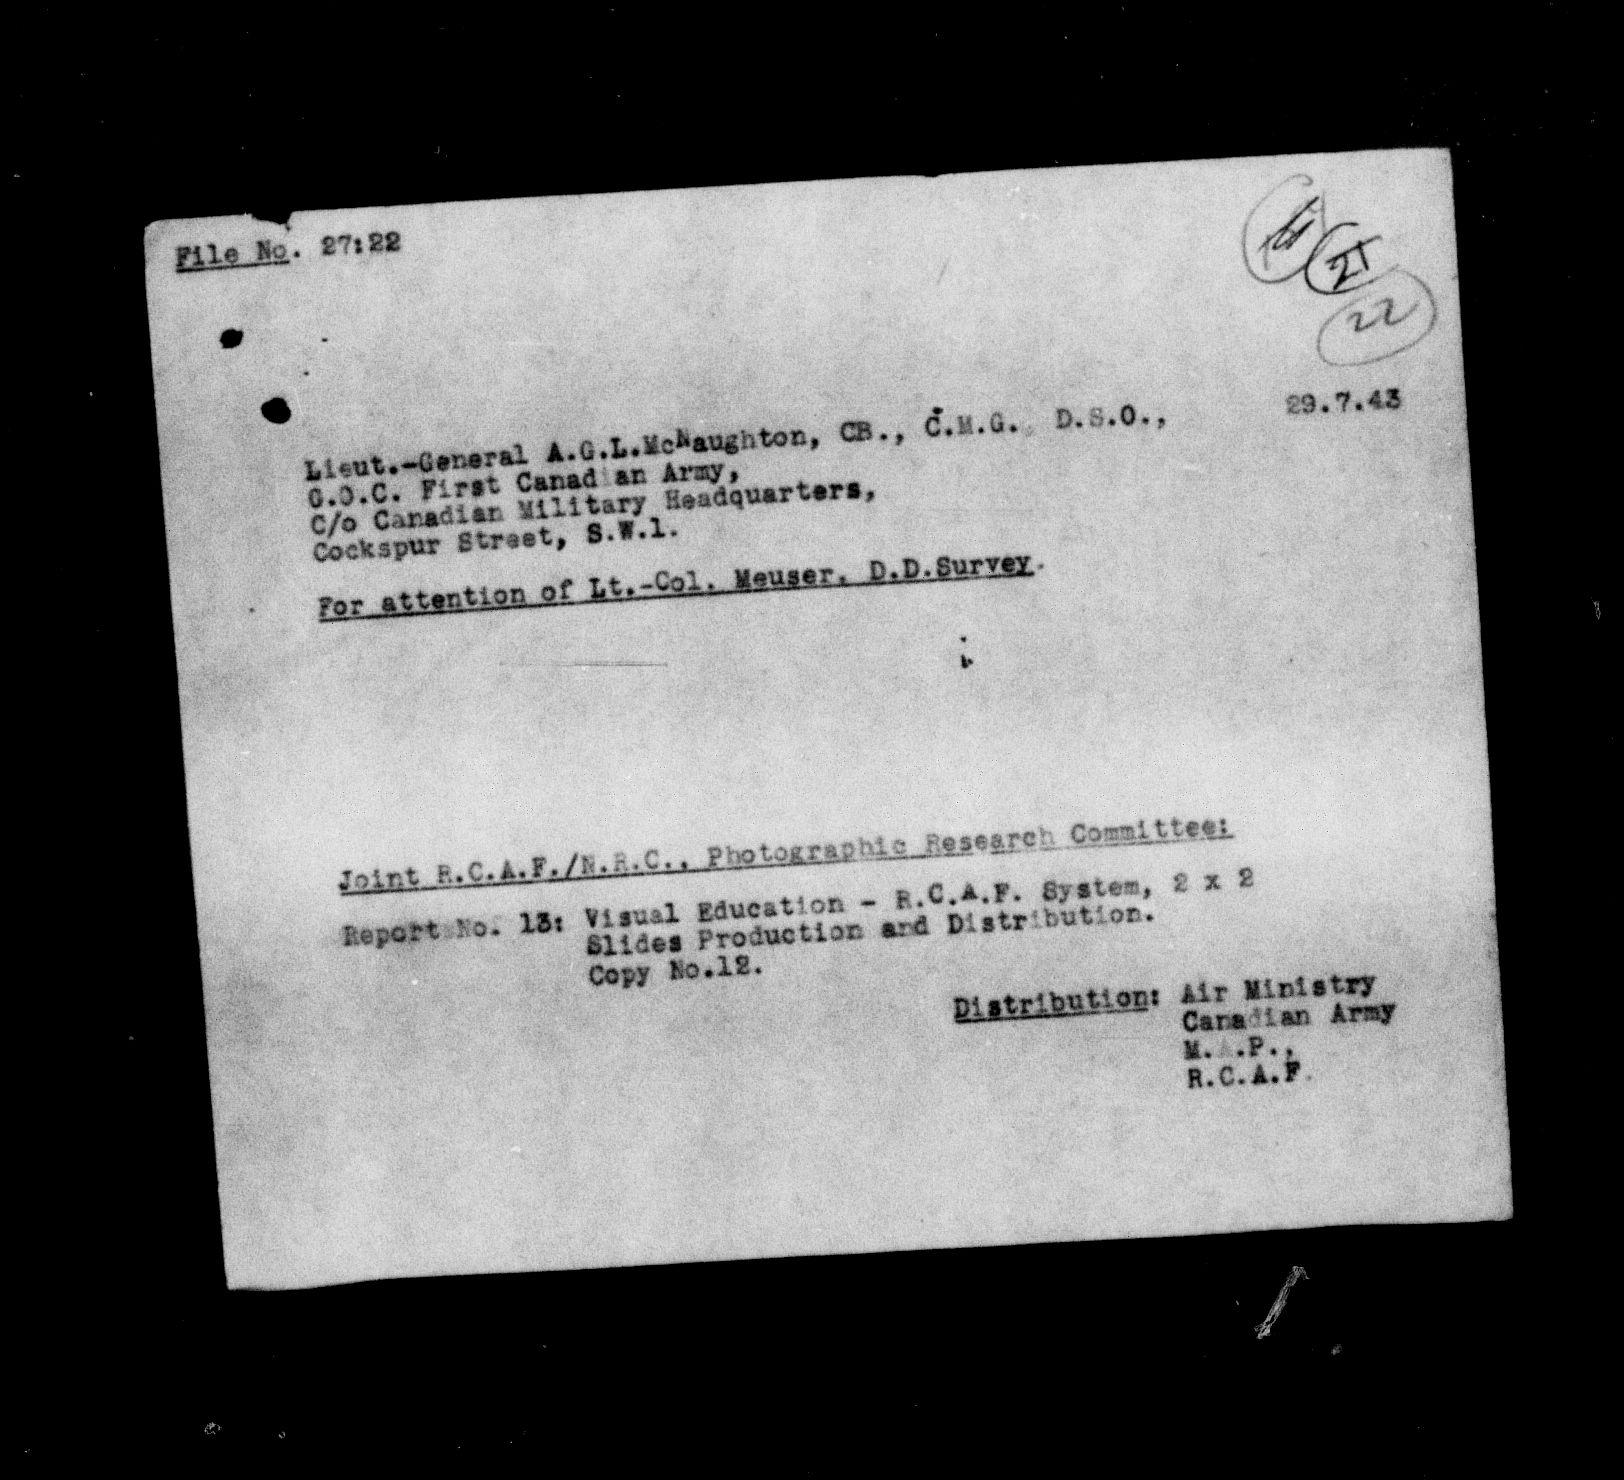 File No. 27:22
21
22
29.7.43
Lieut.-General A.G.L.McNaughton, CB., C.M.G. D.S.O.,
G.O.C. First Canadian Army,
C/o Canadian Military Headquarters,
Cockspur Street, S.W.1.
For attention of Lt.-Col. Meuser, D.D.Survey.
Joint R.C.A.F./N.R.C., Photographic Research Committee:
Report No. 13: Visual Education - R.C.A.F. System, 2 x 2
Slides Production and Distribution.
Copy No.12.
Distribution: Air Ministry
Canadian Army
M.A.P.,
R.C.A.F.